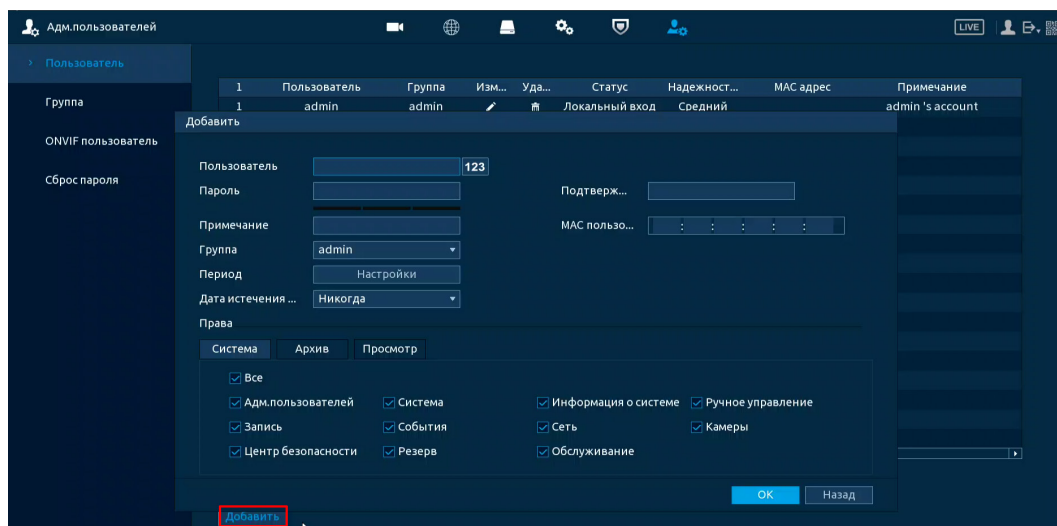 Адм.пользователей LIVE
Пользователь
Группа
ONVIF пользователь
Сброс пароля
1 Пользователь Группа Изм... Уда... Статус Надежност... MAC адрес Примечание
1 admin admin Локальный вход Средний admin 's account
Добавить
Пользователь 123
Пароль Подтверж...
Примечание MAC пользо... : : : : :
Группа admin
Период Настройки
Дата истечения ... Никогда
Права
Система Архив Просмотр
Все
Адм.пользователей Система Информация о системе Ручное управление
Запись События Сеть Камеры
Центр безопасности Резерв Обслуживание
OK Назад
Добавить